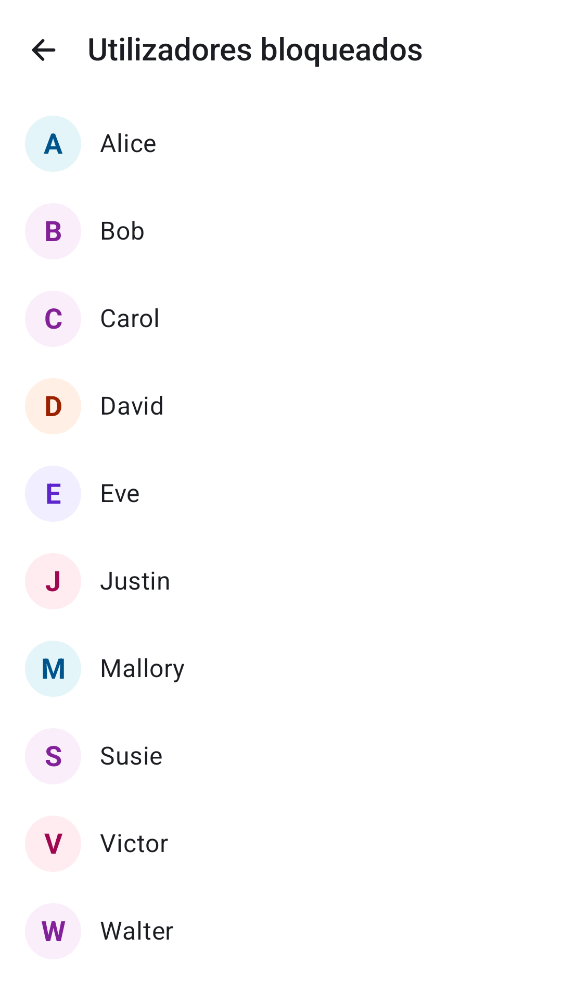 Utilizadores bloqueados
A Alice
B Bob
C Carol
D David
E Eve
J Justin
M Mallory
S Susie
V Victor
W Walter